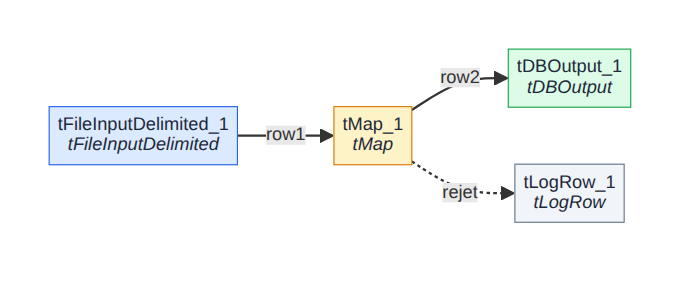 tFileInputDelimited_1
tFileInputDelimited
row1
tMap_1
tMap
row2
tDBOutput_1
tDBOutput
rejet
tLogRow_1
tLogRow